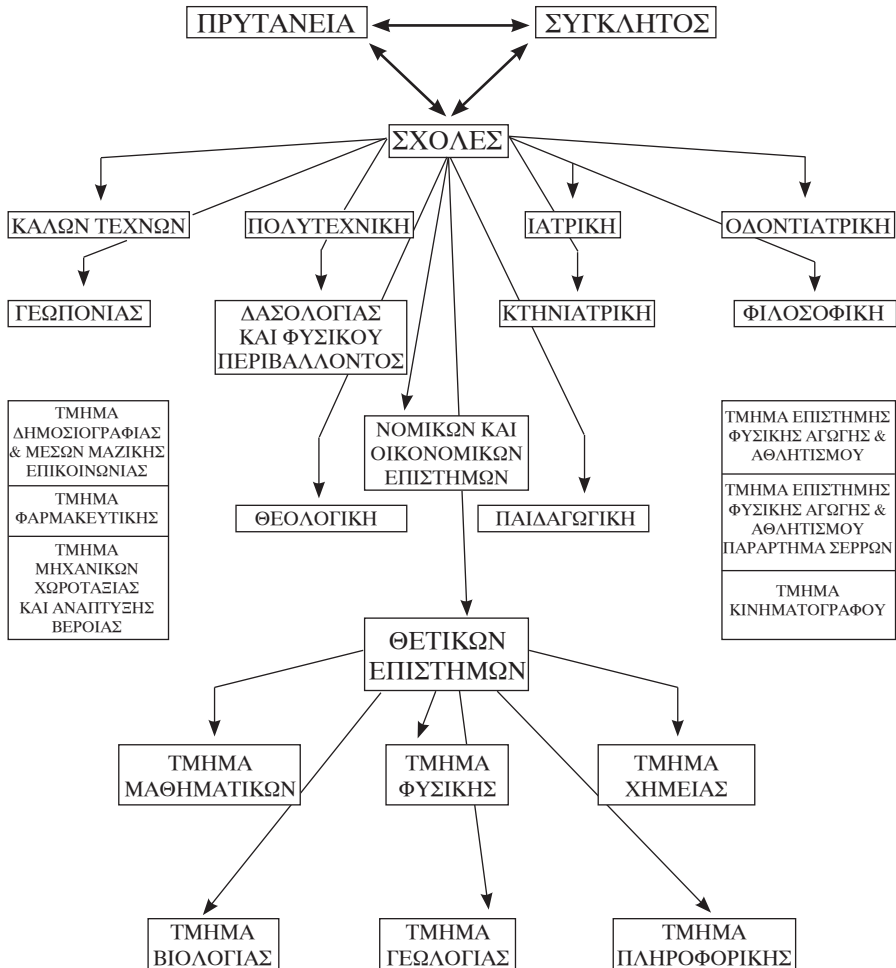 ΠΡΥΤΑΝΕΙΑ
ΣΥΓΚΛΗΤΟΣ
ΣΧΟΛΕΣ
ΚΑΛΩΝ ΤΕΧΝΩΝ
ΠΟΛΥΤΕΧΝΙΚΗ
ΙΑΤΡΙΚΗ
ΟΔΟΝΤΙΑΤΡΙΚΗ
ΓΕΩΠΟΝΙΑΣ
ΔΑΣΟΛΟΓΙΑΣ
ΚΑΙ ΦΥΣΙΚΟΥ
ΠΕΡΙΒΑΛΛΟΝΤΟΣ
ΚΤΗΝΙΑΤΡΙΚΗ
ΦΙΛΟΣΟΦΙΚΗ
ΤΜΗΜΑ
ΔΗΜΟΣΙΟΓΡΑΦΙΑΣ
& ΜΕΣΩΝ ΜΑΖΙΚΗΣ
ΕΠΙΚΟΙΝΩΝΙΑΣ
ΤΜΗΜΑ
ΦΑΡΜΑΚΕΥΤΙΚΗΣ
ΤΜΗΜΑ
ΜΗΧΑΝΙΚΩΝ
ΧΩΡΟΤΑΞΙΑΣ
ΚΑΙ ΑΝΑΠΤΥΞΗΣ
ΒΕΡΟΙΑΣ
ΝΟΜΙΚΩΝ ΚΑΙ
ΟΙΚΟΝΟΜΙΚΩΝ
ΕΠΙΣΤΗΜΩΝ
ΘΕΟΛΟΓΙΚΗ
ΠΑΙΔΑΓΩΓΙΚΗ
ΤΜΗΜΑ ΕΠΙΣΤΗΜΗΣ
ΦΥΣΙΚΗΣ ΑΓΩΓΗΣ &
ΑΘΛΗΤΙΣΜΟΥ
ΤΜΗΜΑ ΕΠΙΣΤΗΜΗΣ
ΦΥΣΙΚΗΣ ΑΓΩΓΗΣ &
ΑΘΛΗΤΙΣΜΟΥ
ΠΑΡΑΡΤΗΜΑ ΣΕΡΡΩΝ
ΤΜΗΜΑ
ΚΙΝΗΜΑΤΟΓΡΑΦΟΥ
ΘΕΤΙΚΩΝ
ΕΠΙΣΤΗΜΩΝ
ΤΜΗΜΑ
ΜΑΘΗΜΑΤΙΚΩΝ
ΤΜΗΜΑ
ΦΥΣΙΚΗΣ
ΤΜΗΜΑ
ΧΗΜΕΙΑΣ
ΤΜΗΜΑ
ΒΙΟΛΟΓΙΑΣ
ΤΜΗΜΑ
ΓΕΩΛΟΓΙΑΣ
ΤΜΗΜΑ
ΠΛΗΡΟΦΟΡΙΚΗΣ